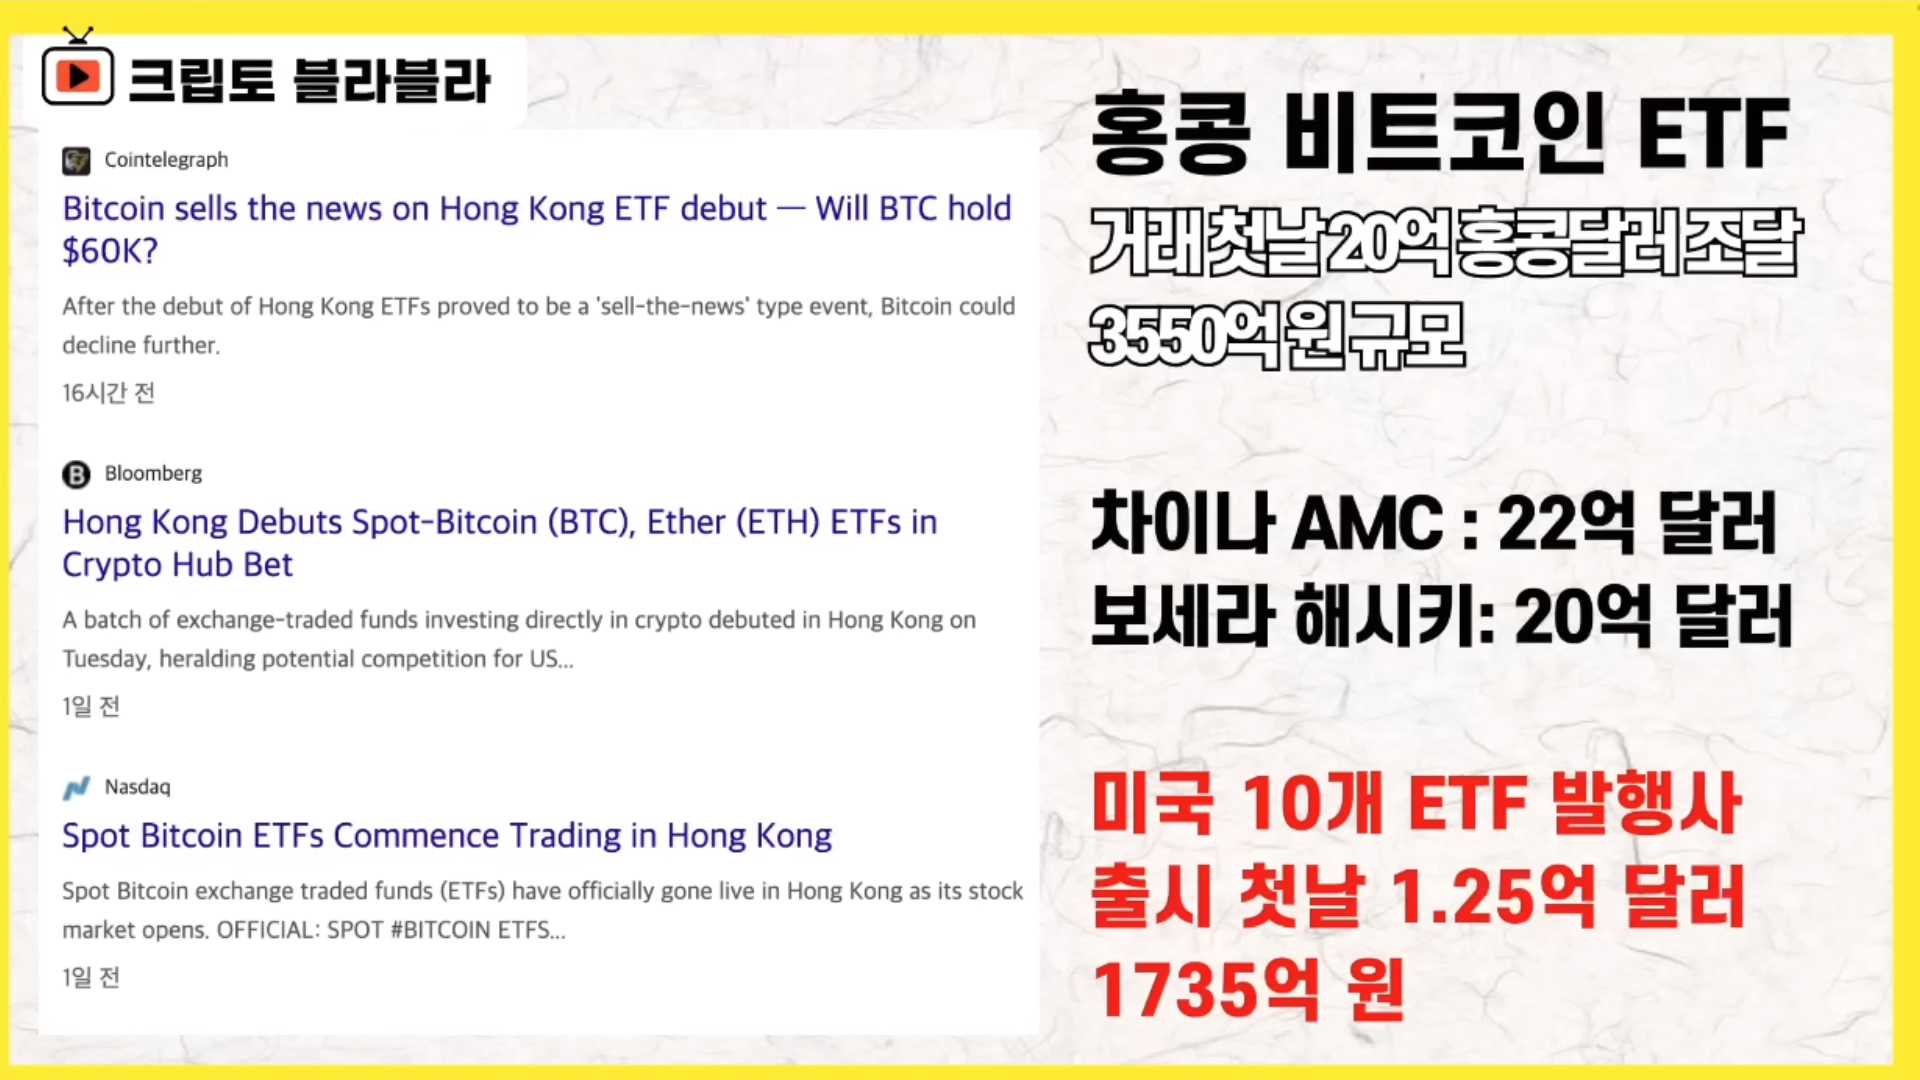 크립토 블라블라
Cointelegraph
Bitcoin sells the news on Hong Kong ETF debut — Will BTC hold
$60K?
After the debut of Hong Kong ETFs proved to be a 'sell-the-news' type event, Bitcoin could
decline further.
16시간 전
Bloomberg
Hong Kong Debuts Spot-Bitcoin (BTC), Ether (ETH) ETFs in
Crypto Hub Bet
A batch of exchange-traded funds investing directly in crypto debuted in Hong Kong on
Tuesday, heralding potential competition for US...
1일 전
Nasdaq
Spot Bitcoin ETFs Commence Trading in Hong Kong
Spot Bitcoin exchange traded funds (ETFs) have officially gone live in Hong Kong as its stock
market opens. OFFICIAL: SPOT #BITCOIN ETFS...
1일 전
홍콩 비트코인 ETF
거래 첫날 20억 홍콩달러 조달
3550억 원 규모
차이나 AMC : 22억 달러
보세라 해시키: 20억 달러
미국 10개 ETF 발행사
출시 첫날 1.25억 달러
1735억 원